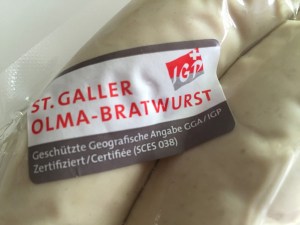 IGP
ST. GALLER
OLMA-BRATWURST
Geschützte Geografische Angabe GGA/IGP
Zertifiziert/Certifiée (SCES 038)